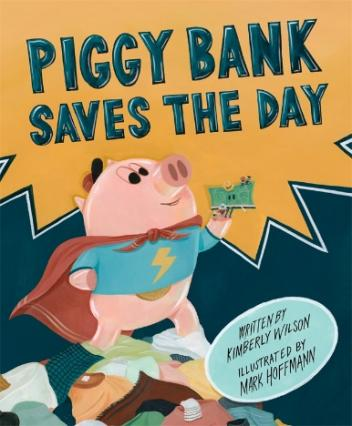 PIGGY BANK
SAVES THE DAY
WRITTEN BY
KIMBERLY WILSON
ILLUSTRATED BY
MARK HOFFMANN